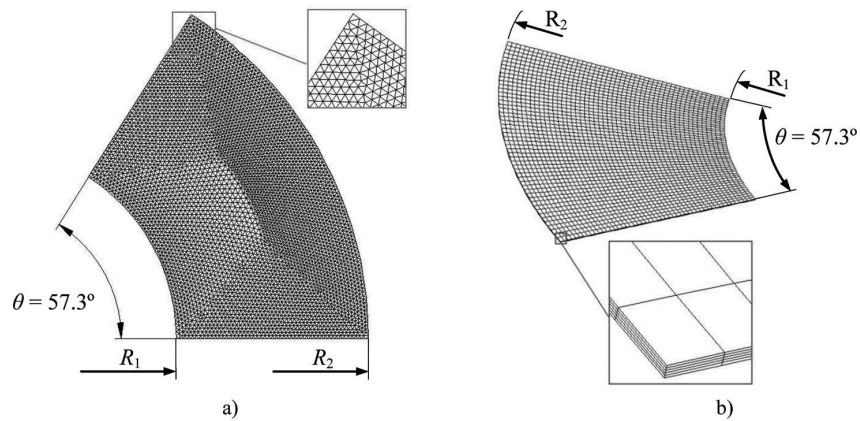 R₂
R₁
θ = 57.3º
θ = 57.3º
R₁
R₂
a)
b)